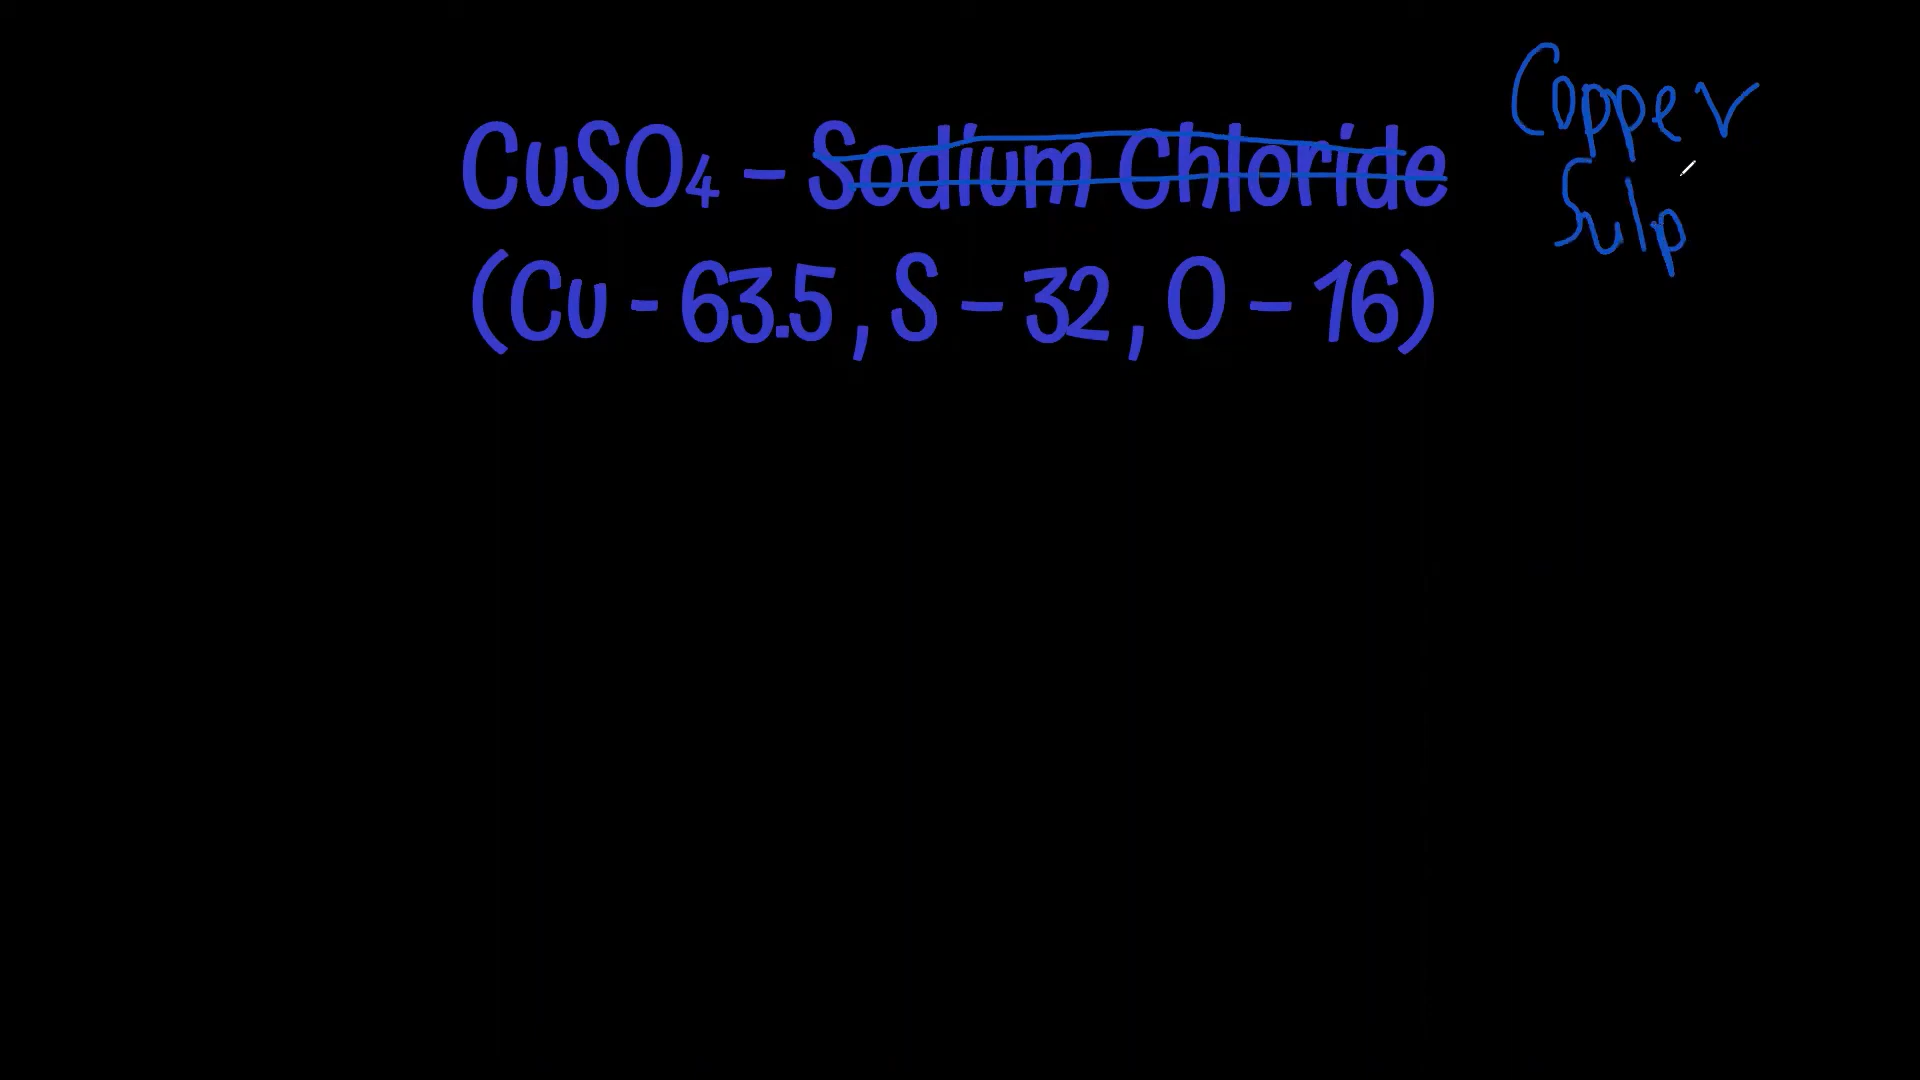 CuSO₄ – Sodium Chloride
(Cu - 63.5, S – 32, O – 16)
Copper
Sulp